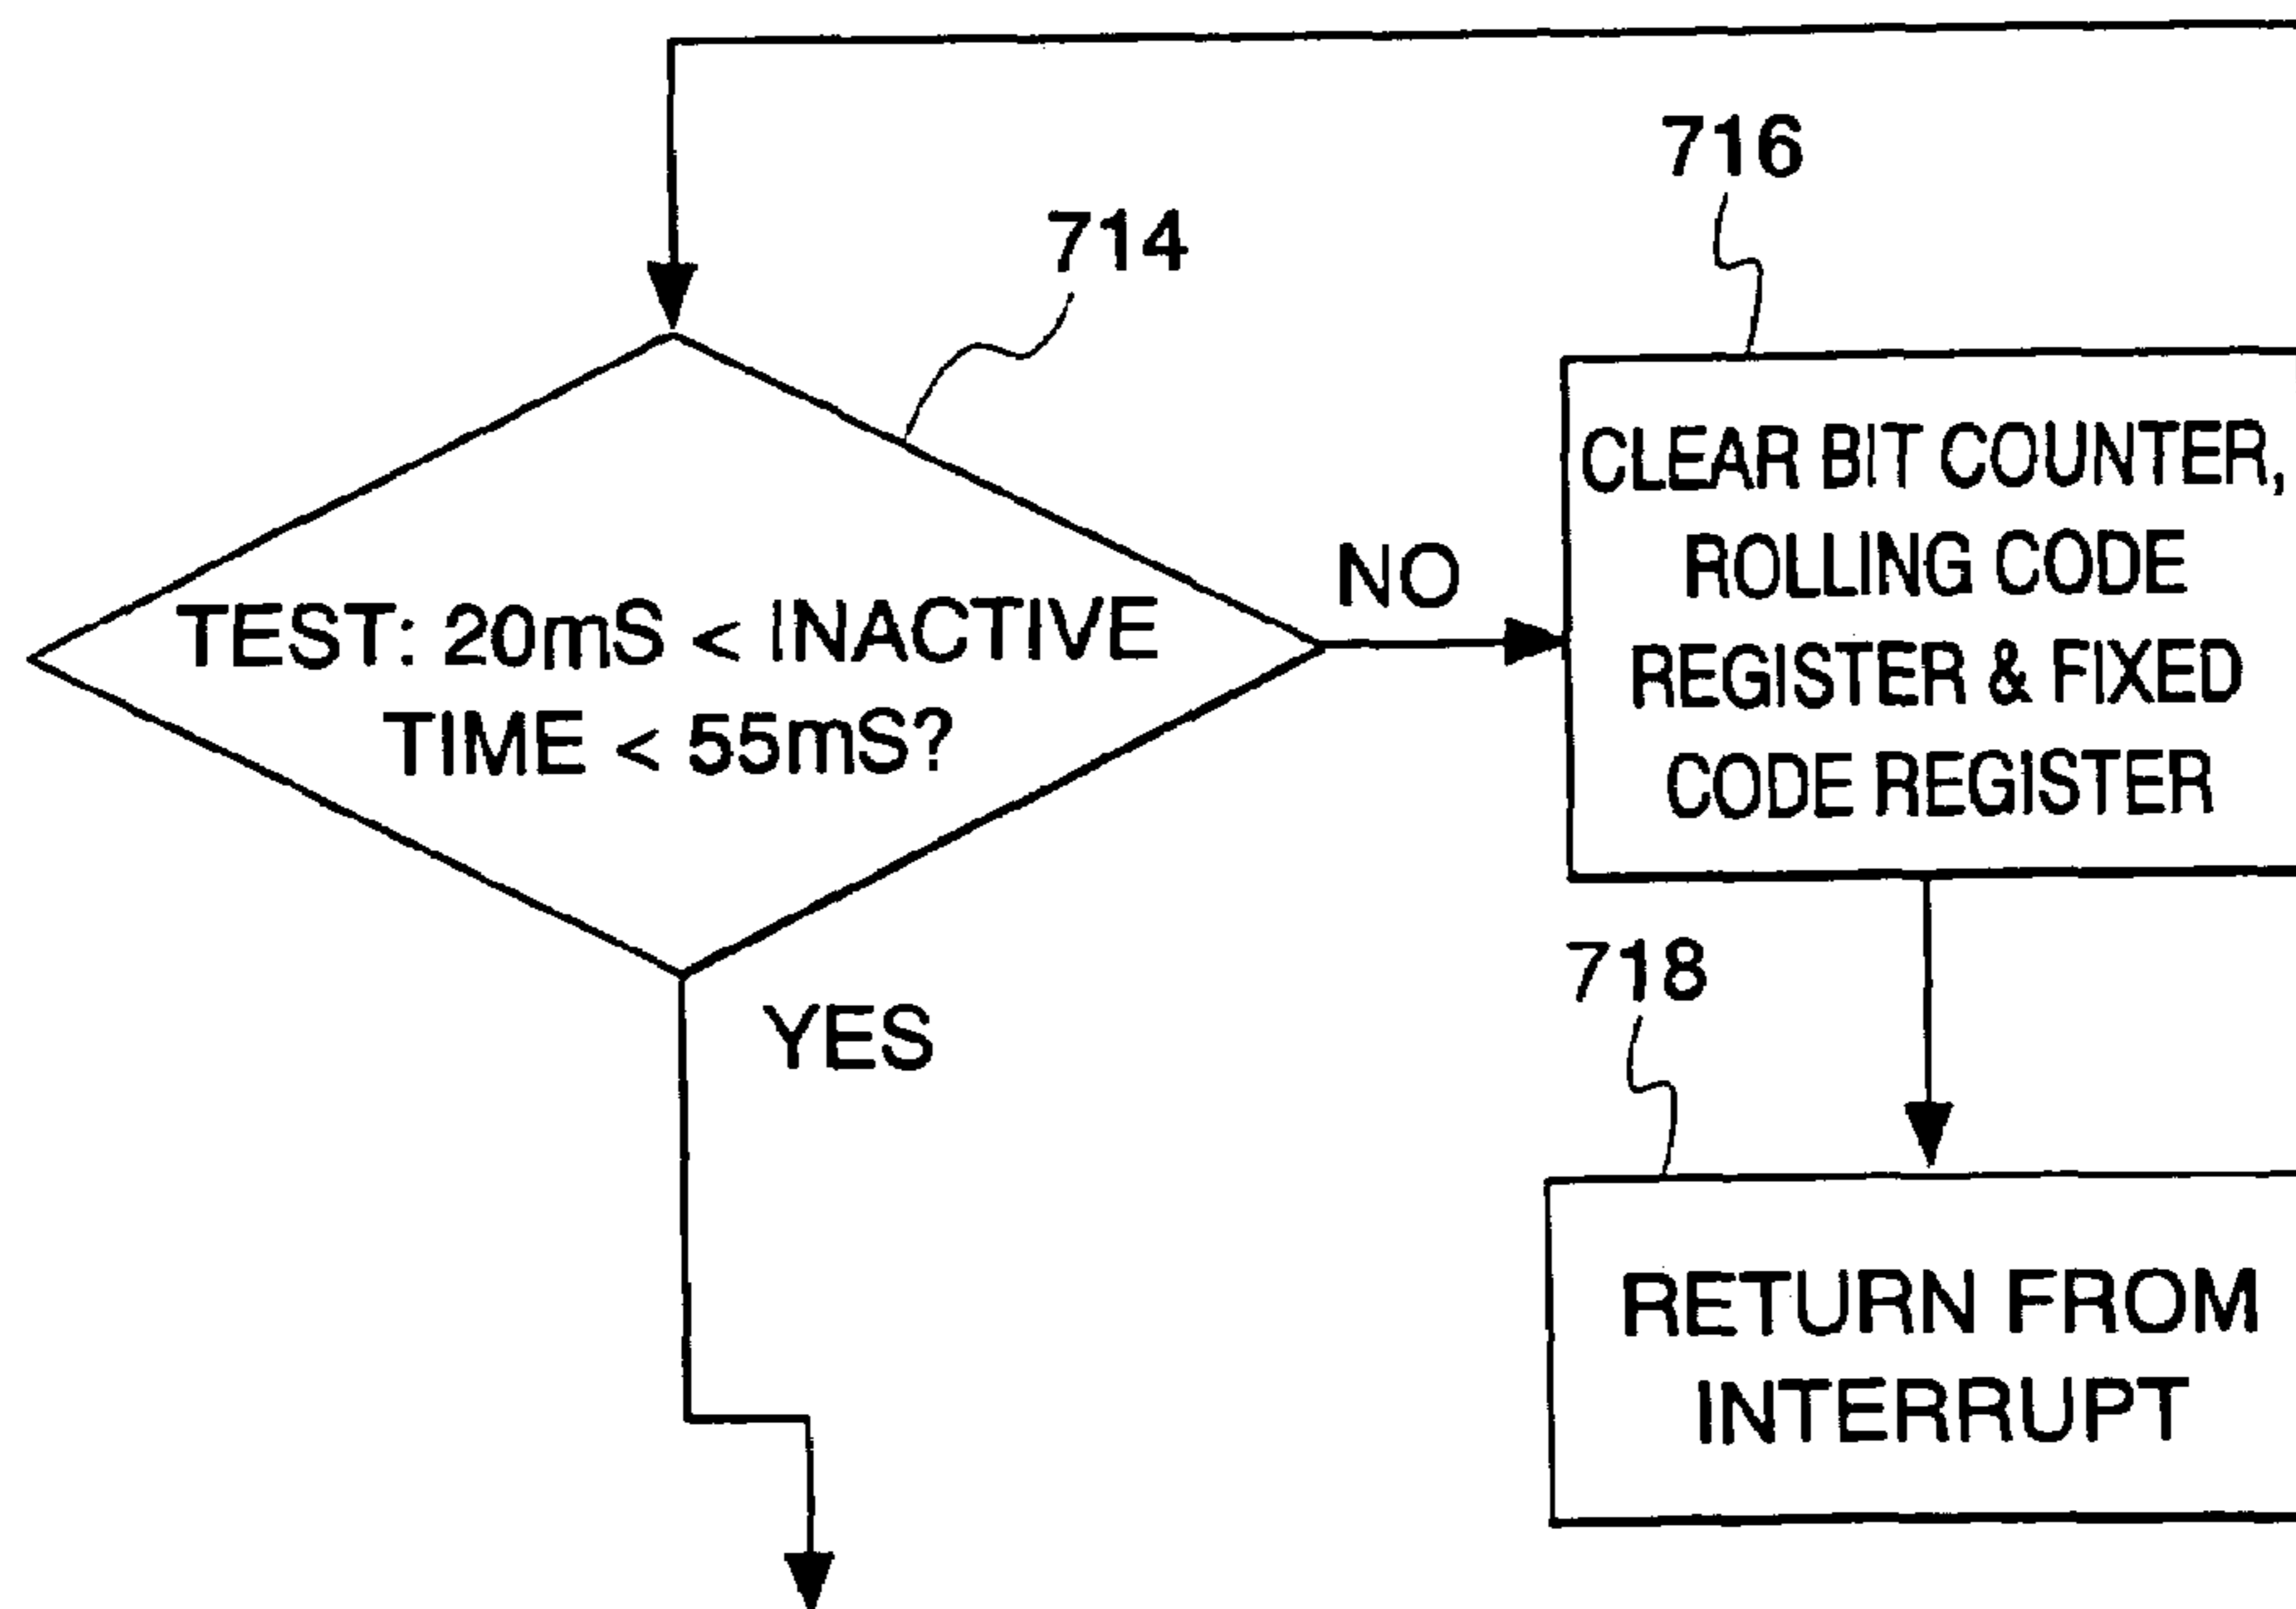 716
714
CLEAR BIT COUNTER,
ROLLING CODE
REGISTER & FIXED
CODE REGISTER
NO
TEST: 20mS < INACTIVE
TIME < 55mS?
718
YES
RETURN FROM
INTERRUPT